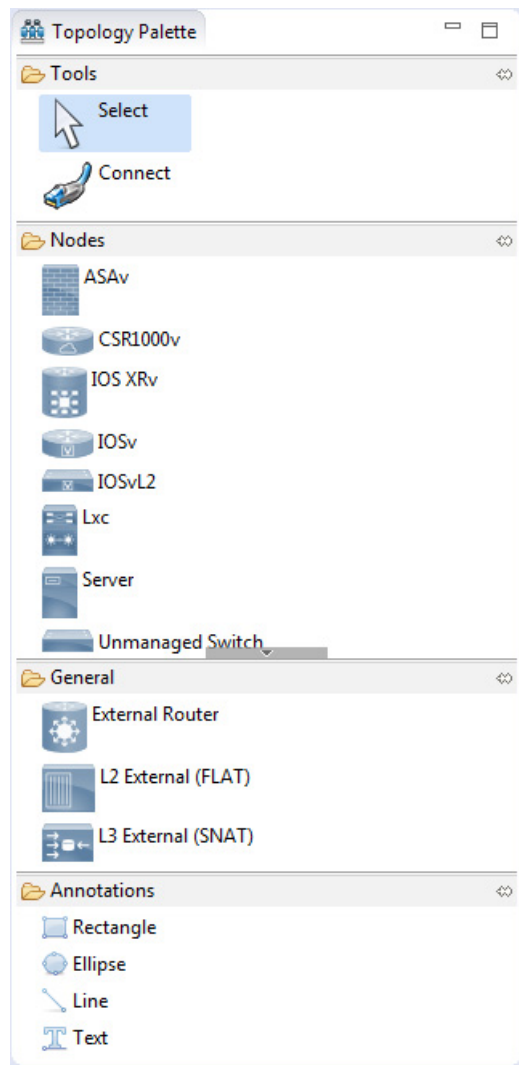 Topology Palette
Tools
Select
Connect
Nodes
ASAv
CSR1000v
IOS XRv
IOSv
IOSvL2
Lxc
Server
Unmanaged Switch
General
External Router
L2 External (FLAT)
L3 External (SNAT)
Annotations
Rectangle
Ellipse
Line
Text